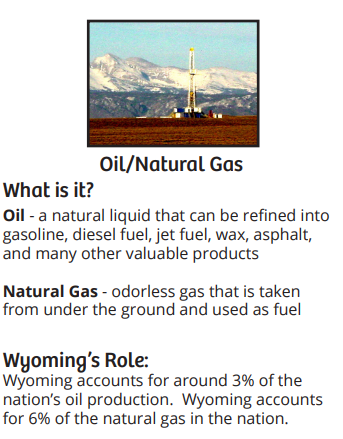 Oil/Natural Gas
What is it?
Oil - a natural liquid that can be refined into
gasoline, diesel fuel, jet fuel, wax, asphalt,
and many other valuable products
Natural Gas - odorless gas that is taken
from under the ground and used as fuel
Wyoming's Role:
Wyoming accounts for around 3% of the
nation's oil production.  Wyoming accounts
for 6% of the natural gas in the nation.